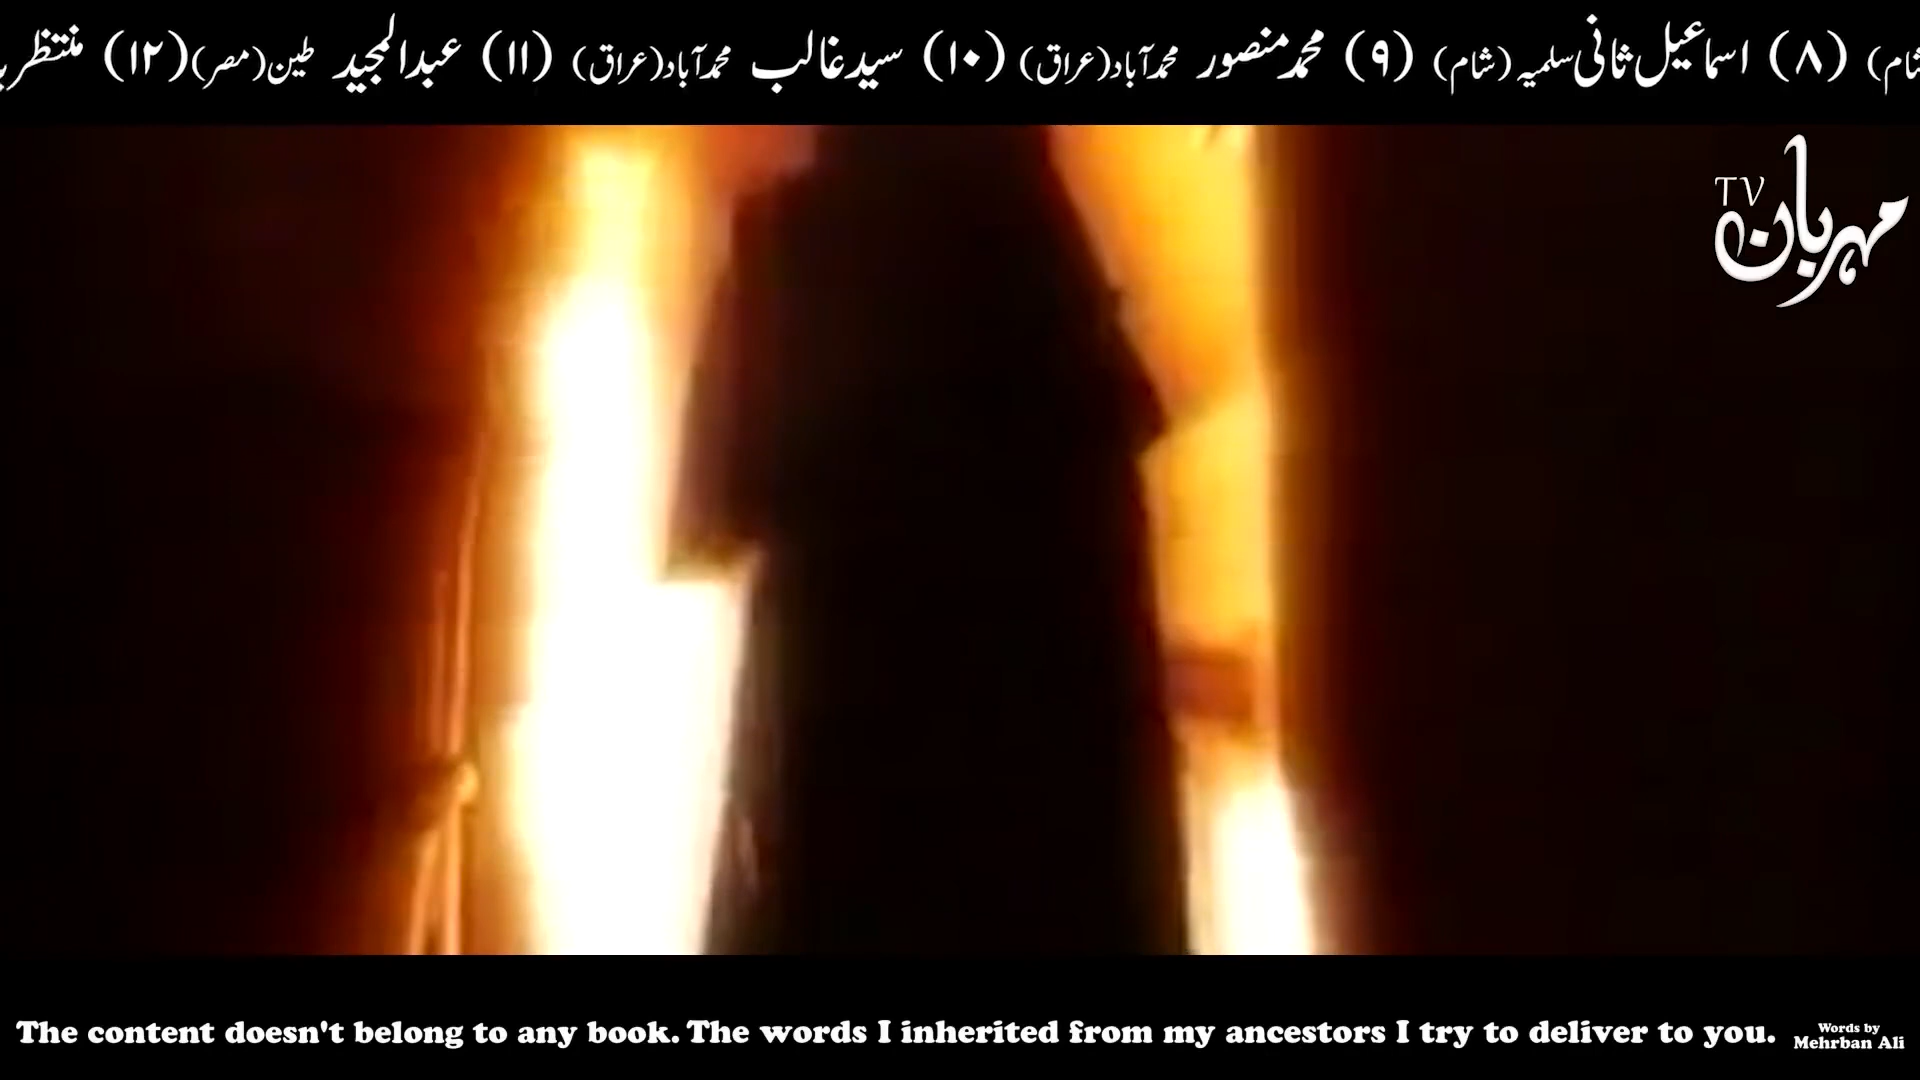 شام) (۸) اسماعیل ثانی سلمیہ (شام) (۹) محمد منصور محمد آباد (عراق) (۱۰) سید غالب محمد آباد (عراق) (۱۱) عبدالمجید طین (مصر) (۱۲) منتظر
TV
مہربان
The content doesn't belong to any book. The words I inherited from my ancestors I try to deliver to you.
Words by
Mehrban Ali